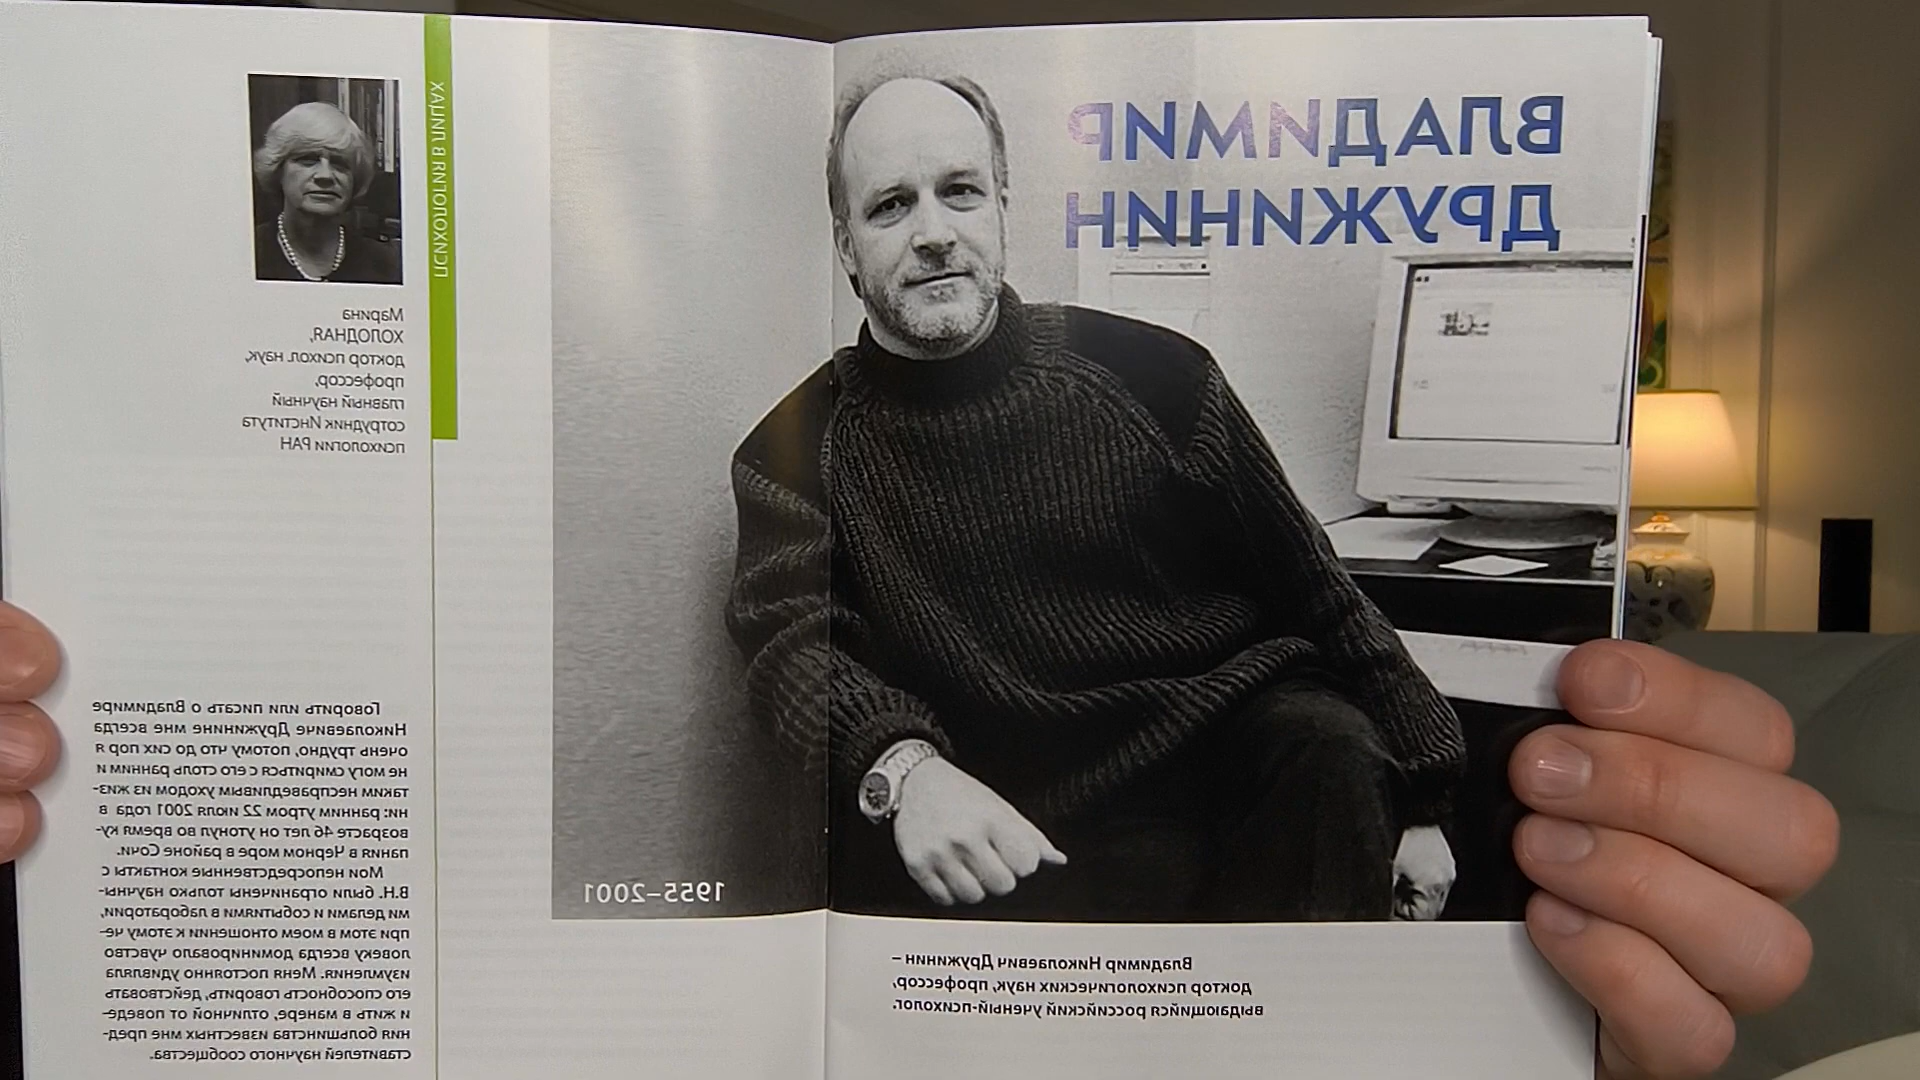 ВЛАДИМИР
ДРУЖИНИН
1955–2001
Владимир Николаевич Дружинин –
доктор психологических наук, профессор,
выдающийся российский ученый-психолог.
ПСИХОЛОГИЯ В ЛИЦАХ
Марина
ХОЛОДНАЯ,
доктор психол. наук,
профессор,
главный научный
сотрудник Института
психологии РАН
Говорить или писать о Владимире
Николаевиче Дружинине мне всегда
очень трудно, потому что до сих пор я
не могу смириться с его столь ранним и
таким несправедливым уходом из жиз-
ни: ранним утром 22 июля 2001 года в
возрасте 46 лет он утонул во время ку-
пания в Черном море в районе Сочи.
Мои непосредственные контакты с
В.Н. были ограничены только научны-
ми делами и событиями в лаборатории,
при этом в моем отношении к этому че-
ловеку всегда доминировало чувство
изумления. Меня постоянно удивляла
его способность говорить, действовать
и жить в манере, отличной от поведе-
ния большинства известных мне пред-
ставителей научного сообщества.